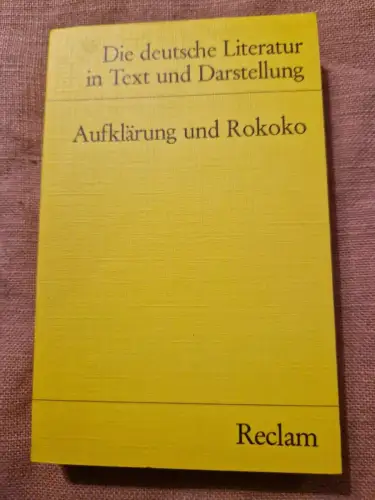 Die deutsche Literatur
in Text und Darstellung
Aufklärung und Rokoko
Reclam